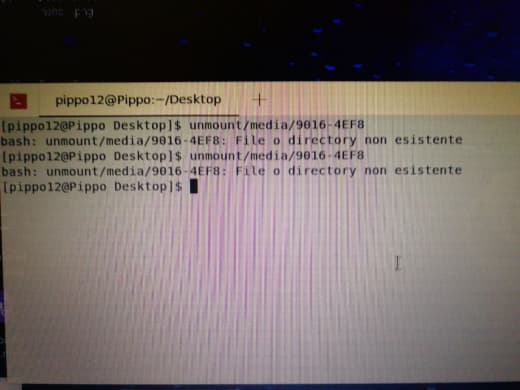 pippo12@Pippo:~/Desktop
[pippo12@Pippo Desktop]$ unmount/media/9016-4EF8
bash: unmount/media/9016-4EF8: File o directory non esistente
[pippo12@Pippo Desktop]$ unmount/media/9016-4EF8
bash: unmount/media/9016-4EF8: File o directory non esistente
[pippo12@Pippo Desktop]$